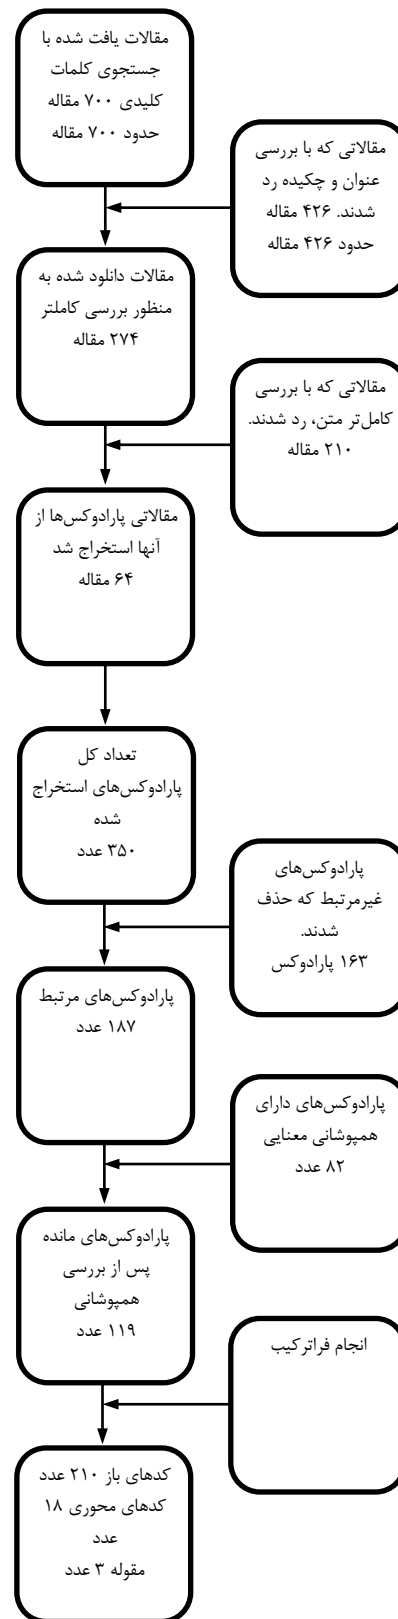 مقالات یافت شده با
جستجوی کلمات
کلیدی ۷۰۰ مقاله
حدود ۷۰۰ مقاله
مقالاتی که با بررسی
عنوان و چکیده رد
شدند. ۴۲۶ مقاله
حدود ۴۲۶ مقاله
مقالات دانلود شده به
منظور بررسی کاملتر
۲۷۴ مقاله
مقالاتی که با بررسی
کامل‌تر متن، رد شدند.
۲۱۰ مقاله
مقالاتی پارادوکس‌ها از
آنها استخراج شد
۶۴ مقاله
تعداد کل
پارادوکس‌های استخراج
شده
۳۵۰ عدد
پارادوکس‌های
غیرمرتبط که حذف
شدند.
۱۶۳ پارادوکس
پارادوکس‌های مرتبط
۱۸۷ عدد
پارادوکس‌های دارای
همپوشانی معنایی
۸۲ عدد
پارادوکس‌های مانده
پس از بررسی
همپوشانی
۱۱۹ عدد
انجام فراترکیب
کدهای باز ۲۱۰ عدد
کدهای محوری ۱۸
عدد
مقوله ۳ عدد